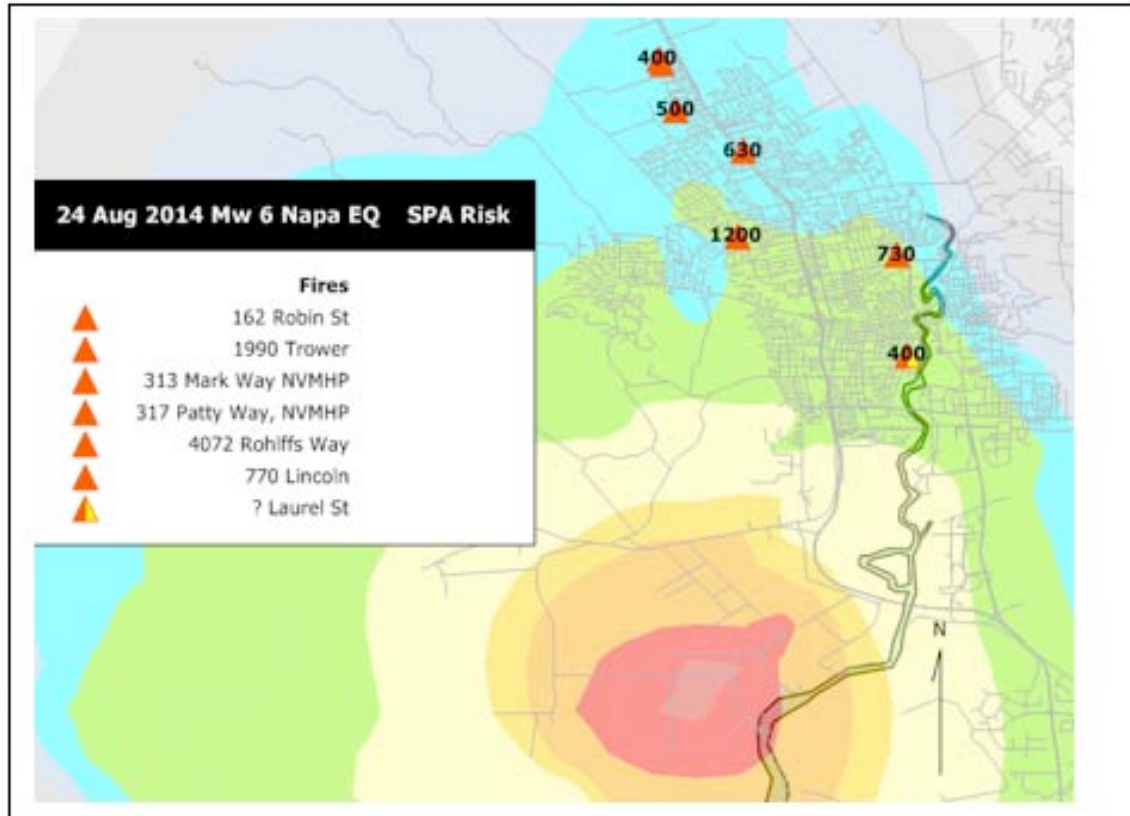 400
500
630
24 Aug 2014 Mw 6 Napa EQ SPA Risk
1200
730
Fires
162 Robin St
1990 Trower
313 Mark Way NVMHP
317 Patty Way, NVMHP
4072 Rohlffs Way
770 Lincoln
? Laurel St
400
N